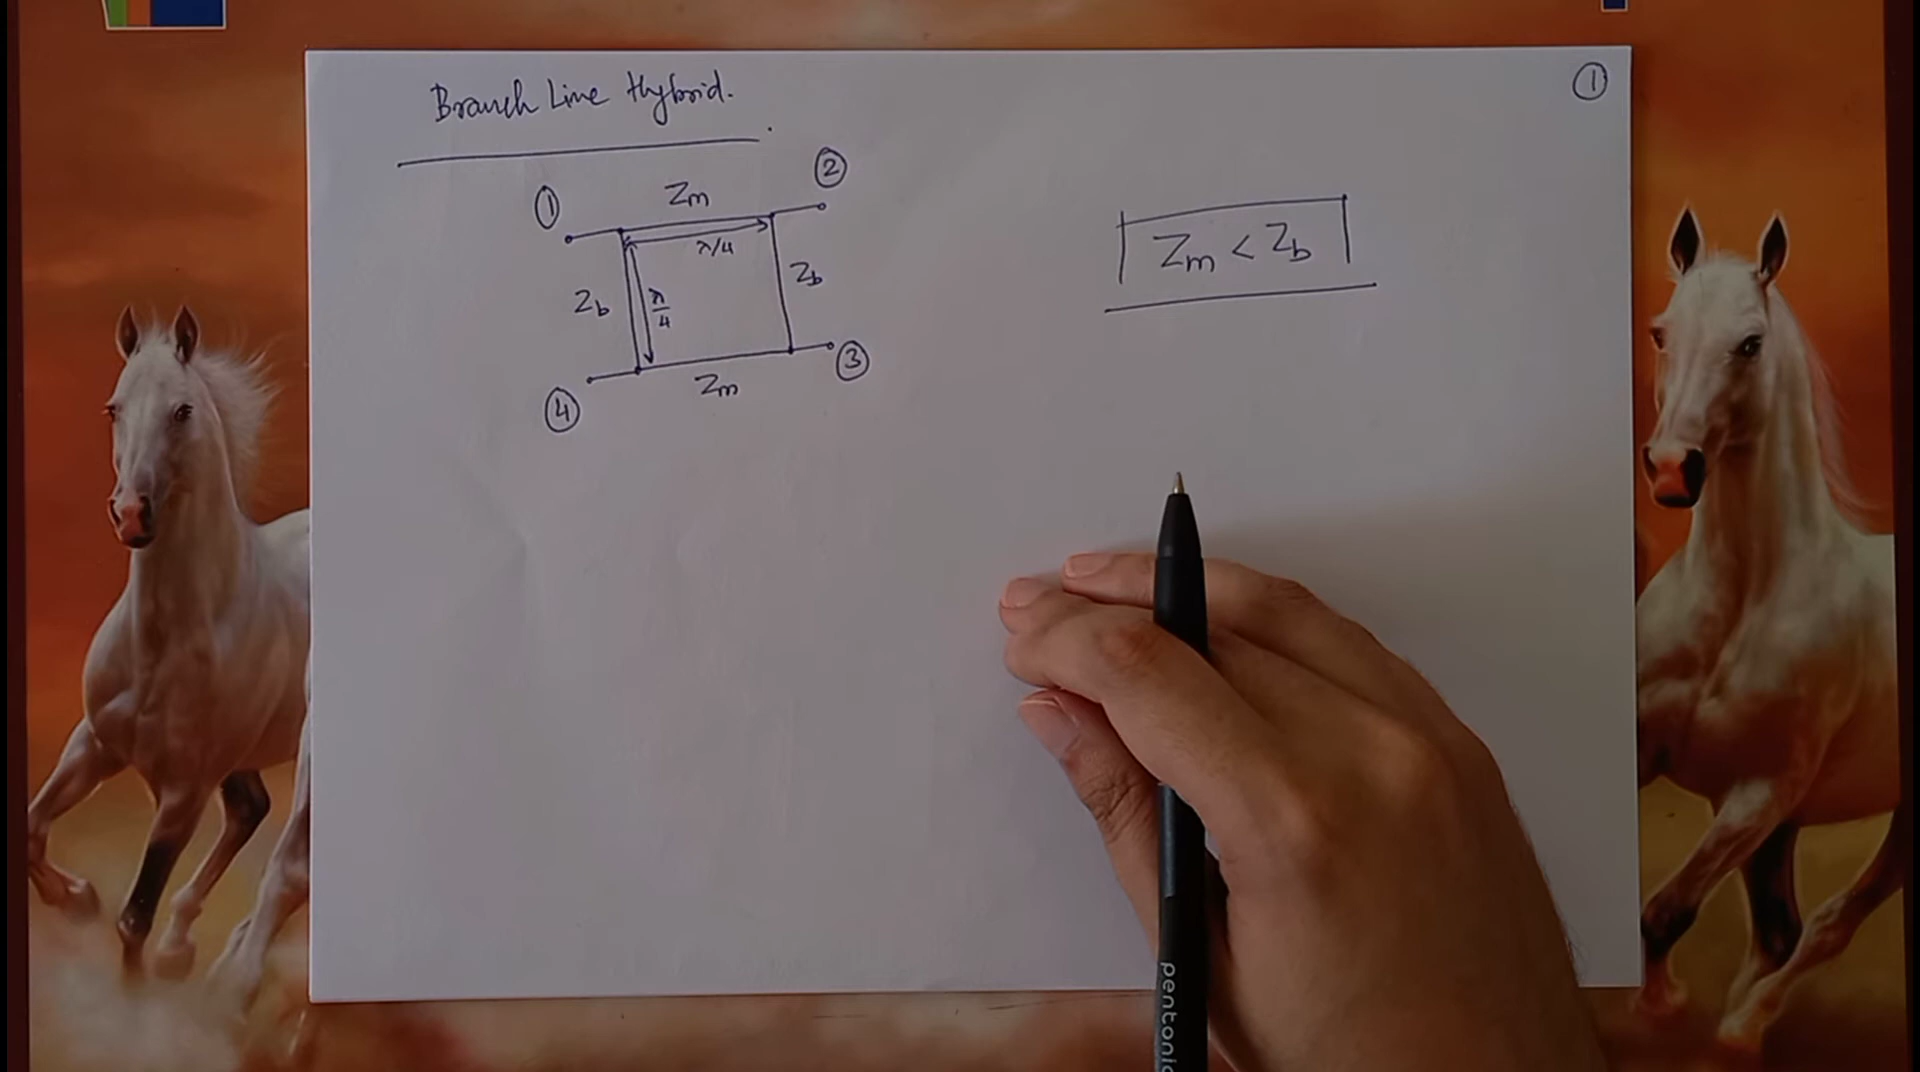 ①
Branch Line Hybrid.
②
①
Zm
λ/4
Zm < Zb
Zb
λ/4
Zb
③
Zm
④
pentonic